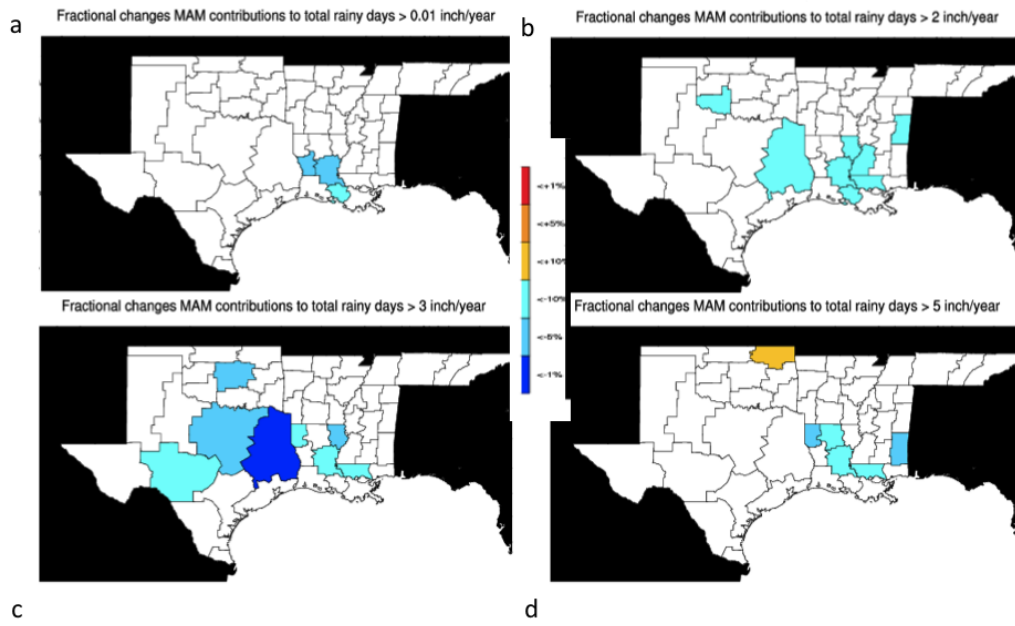 a
Fractional changes MAM contributions to total rainy days > 0.01 inch/year
b
Fractional changes MAM contributions to total rainy days > 2 inch/year
<+1%
<+5%
<+10%
<-10%
<-5%
<-1%
Fractional changes MAM contributions to total rainy days > 3 inch/year
Fractional changes MAM contributions to total rainy days > 5 inch/year
c
d